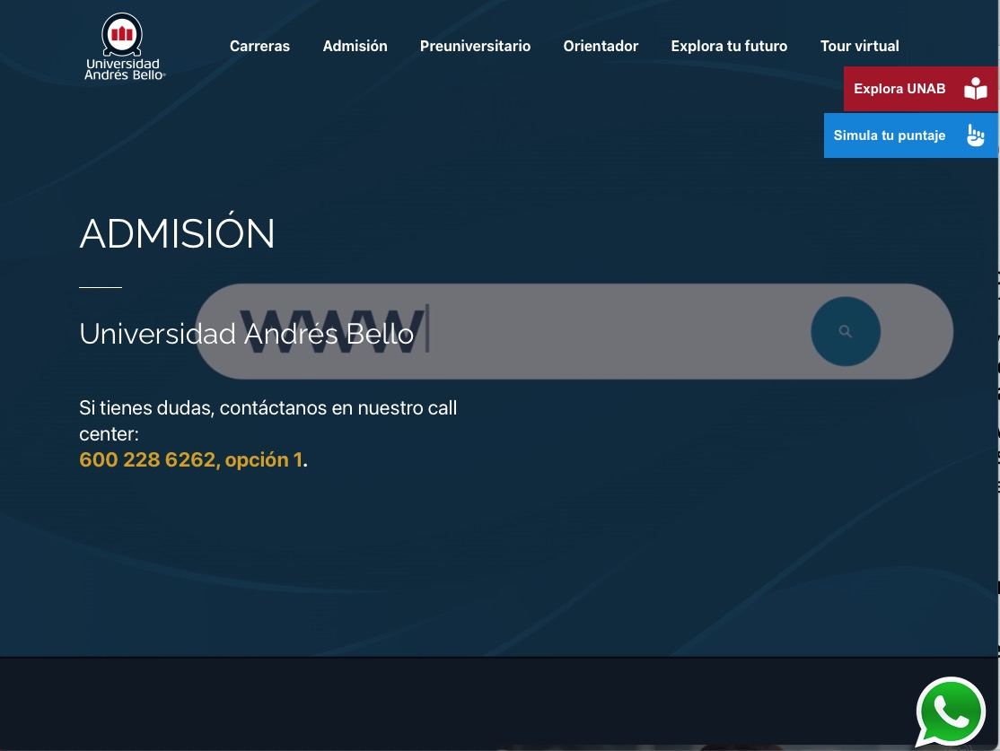 Universidad
Andrés Bello®
Carreras
Admisión
Preuniversitario
Orientador
Explora tu futuro
Tour virtual
Explora UNAB
Simula tu puntaje
ADMISIÓN
www
Universidad Andrés Bello
Si tienes dudas, contáctanos en nuestro call
center:
600 228 6262, opción 1.